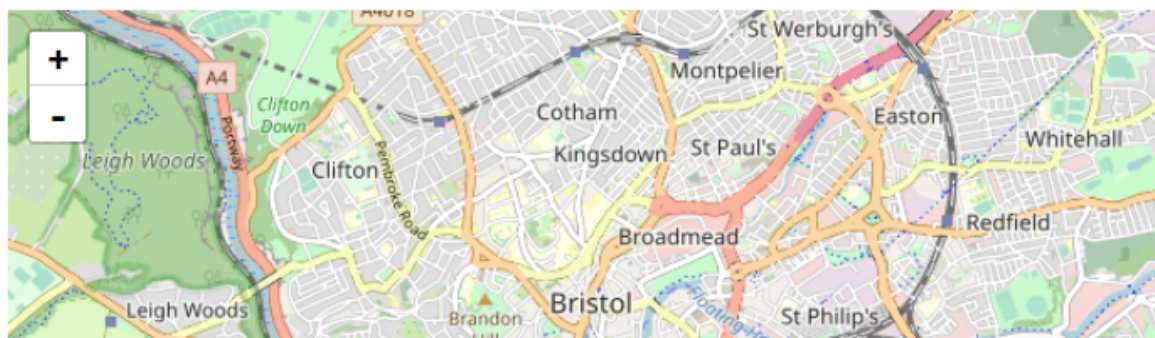 A4018
+
St Werburgh's
A4
Montpelier
Clifton
Down
Cotham
Easton
Portway
Whitehall
Leigh Woods
Kingsdown
St Paul's
Clifton
Pembroke Road
Redfield
Broadmead
Leigh Woods
Bristol
Floating
St Philip's
Brandon
-